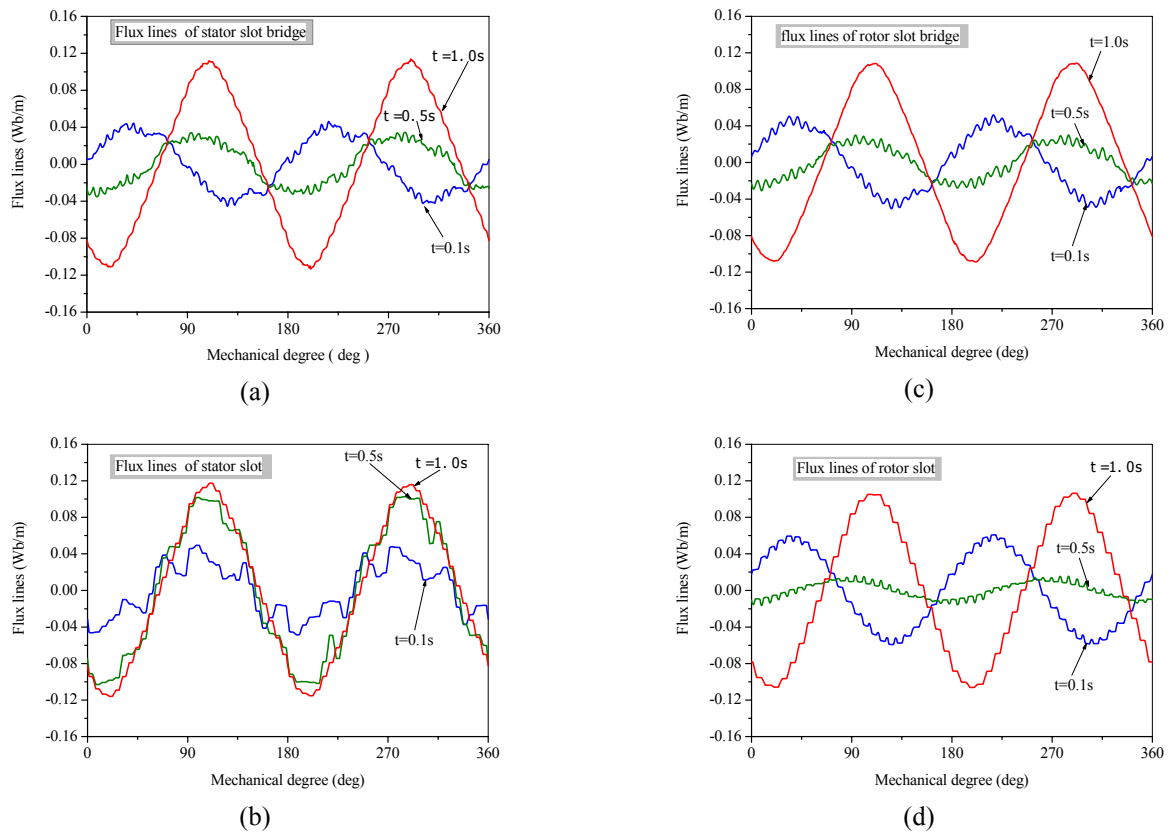 Flux lines of stator slot bridge
t=1.0s
t=0.5s
t=0.1s
0.16
0.12
0.08
0.04
0.00
-0.04
-0.08
-0.12
-0.16
Flux lines (Wb/m)
0 90 180 270 360
Mechanical degree ( deg )
(a)
flux lines of rotor slot bridge
t=1.0s
t=0.5s
t=0.1s
0.16
0.12
0.08
0.04
0.00
-0.04
-0.08
-0.12
-0.16
Flux lines (Wb/m)
0 90 180 270 360
Mechanical degree (deg)
(c)
Flux lines of stator slot
t=0.5s
t=1.0s
t=0.1s
0.16
0.12
0.08
0.04
0.00
-0.04
-0.08
-0.12
-0.16
Flux lines (Wb/m)
0 90 180 270 360
Mechanical degree (deg)
(b)
Flux lines of rotor slot
t=1.0s
t=0.5s
t=0.1s
0.16
0.12
0.08
0.04
0.00
-0.04
-0.08
-0.12
-0.16
Flux lines (Wb/m)
0 90 180 270 360
Mechanical degree (deg)
(d)